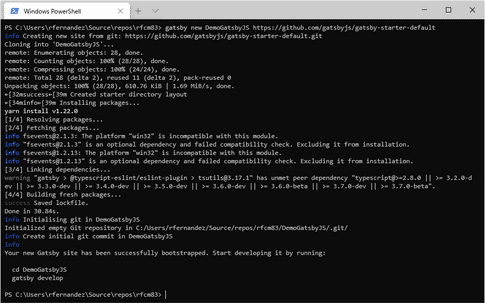 Windows PowerShell
PS C:\Users\rfernandez\Source\repos\rfcm83> gatsby new DemoGatsbyJS https://github.com/gatsbyjs/gatsby-starter-default
info Creating new site from git: https://github.com/gatsbyjs/gatsby-starter-default.git
Cloning into 'DemoGatsbyJS'...
remote: Enumerating objects: 28, done.
remote: Counting objects: 100% (28/28), done.
remote: Compressing objects: 100% (24/24), done.
remote: Total 28 (delta 2), reused 11 (delta 2), pack-reused 0
Unpacking objects: 100% (28/28), 610.76 KiB | 1.69 MiB/s, done.
←[32msuccess←[39m Created starter directory layout
←[34minfo←[39m Installing packages...
yarn install v1.22.0
[1/4] Resolving packages...
[2/4] Fetching packages...
info fsevents@2.1.3: The platform "win32" is incompatible with this module.
info "fsevents@2.1.3" is an optional dependency and failed compatibility check. Excluding it from installation.
info fsevents@1.2.13: The platform "win32" is incompatible with this module.
info "fsevents@1.2.13" is an optional dependency and failed compatibility check. Excluding it from installation.
[3/4] Linking dependencies...
warning "gatsby > @typescript-eslint/eslint-plugin > tsutils@3.17.1" has unmet peer dependency "typescript@>=2.8.0 || >= 3.2.0-d
ev || >= 3.3.0-dev || >= 3.4.0-dev || >= 3.5.0-dev || >= 3.6.0-dev || >= 3.6.0-beta || >= 3.7.0-dev || >= 3.7.0-beta".
[4/4] Building fresh packages...
success Saved lockfile.
Done in 30.84s.
info Initialising git in DemoGatsbyJS
Initialized empty Git repository in C:/Users/rfernandez/Source/repos/rfcm83/DemoGatsbyJS/.git/
info Create initial git commit in DemoGatsbyJS
info
Your new Gatsby site has been successfully bootstrapped. Start developing it by running:
cd DemoGatsbyJS
gatsby develop
PS C:\Users\rfernandez\Source\repos\rfcm83>